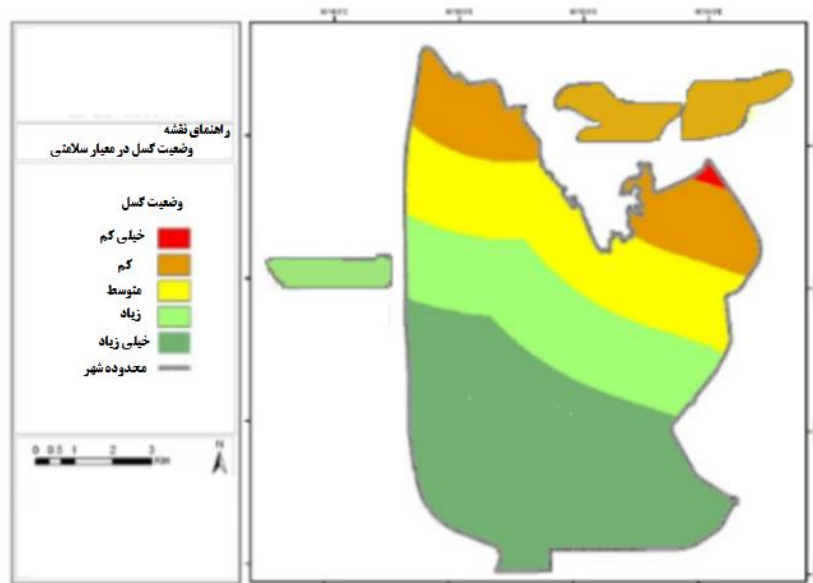 راهنمای نقشه
وضعیت گسل در معیار سلامتی
وضعیت گسل
خیلی کم
کم
متوسط
زیاد
خیلی زیاد
محدوده شهر
0 0.5 1 2 3
N